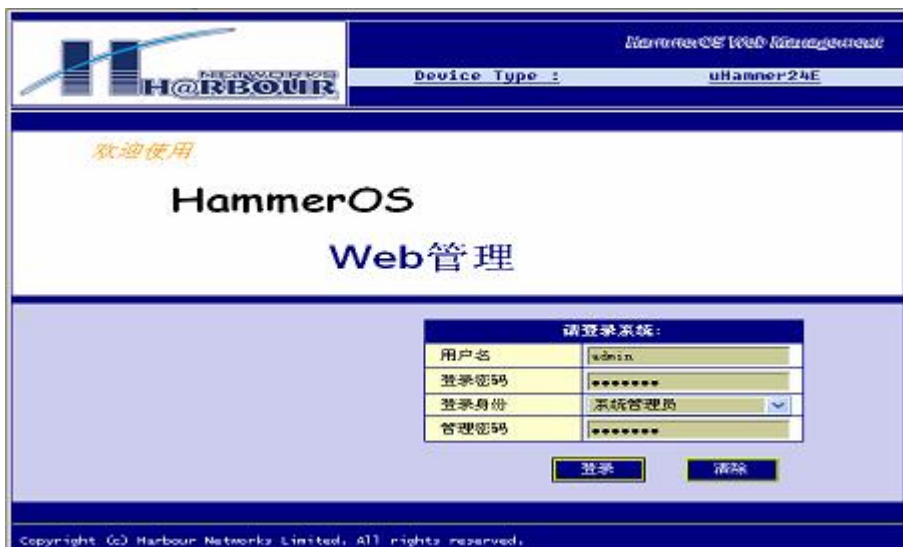 HammerOS Web Management
NETWORKS
H@RBOUR
Device Type :
uHammer24E
欢迎使用
HammerOS
Web管理
请登录系统:
用户名
admin
登录密码
•••••••
登录身份
系统管理员
管理密码
•••••••
登录
清除
Copyright (c) Harbour Networks Limited. All rights reserved.